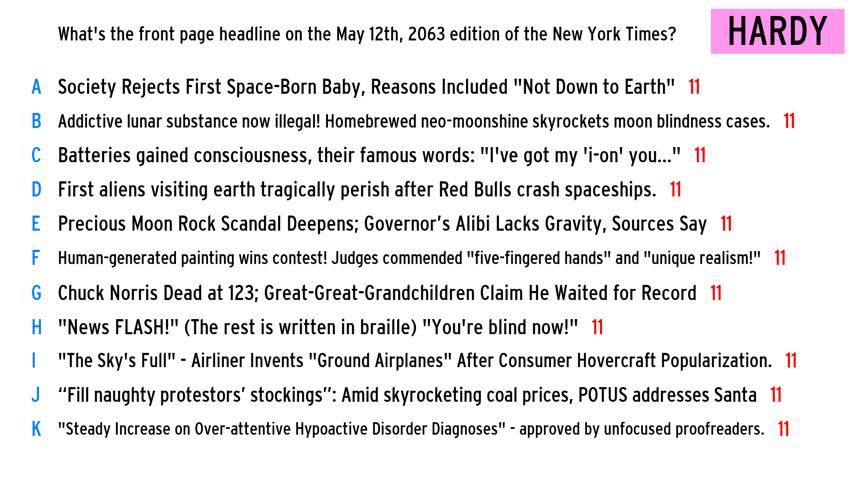 What's the front page headline on the May 12th, 2063 edition of the New York Times?
HARDY
A Society Rejects First Space-Born Baby, Reasons Included "Not Down to Earth" 11
B Addictive lunar substance now illegal! Homebrewed neo-moonshine skyrockets moon blindness cases. 11
C Batteries gained consciousness, their famous words: "I've got my 'i-on' you..." 11
D First aliens visiting earth tragically perish after Red Bulls crash spaceships. 11
E Precious Moon Rock Scandal Deepens; Governor’s Alibi Lacks Gravity, Sources Say 11
F Human-generated painting wins contest! Judges commended "five-fingered hands" and "unique realism!" 11
G Chuck Norris Dead at 123; Great-Great-Grandchildren Claim He Waited for Record 11
H "News FLASH!" (The rest is written in braille) "You're blind now!" 11
I "The Sky's Full" - Airliner Invents "Ground Airplanes" After Consumer Hovercraft Popularization. 11
J “Fill naughty protestors’ stockings”: Amid skyrocketing coal prices, POTUS addresses Santa 11
K "Steady Increase on Over-attentive Hypoactive Disorder Diagnoses" - approved by unfocused proofreaders. 11